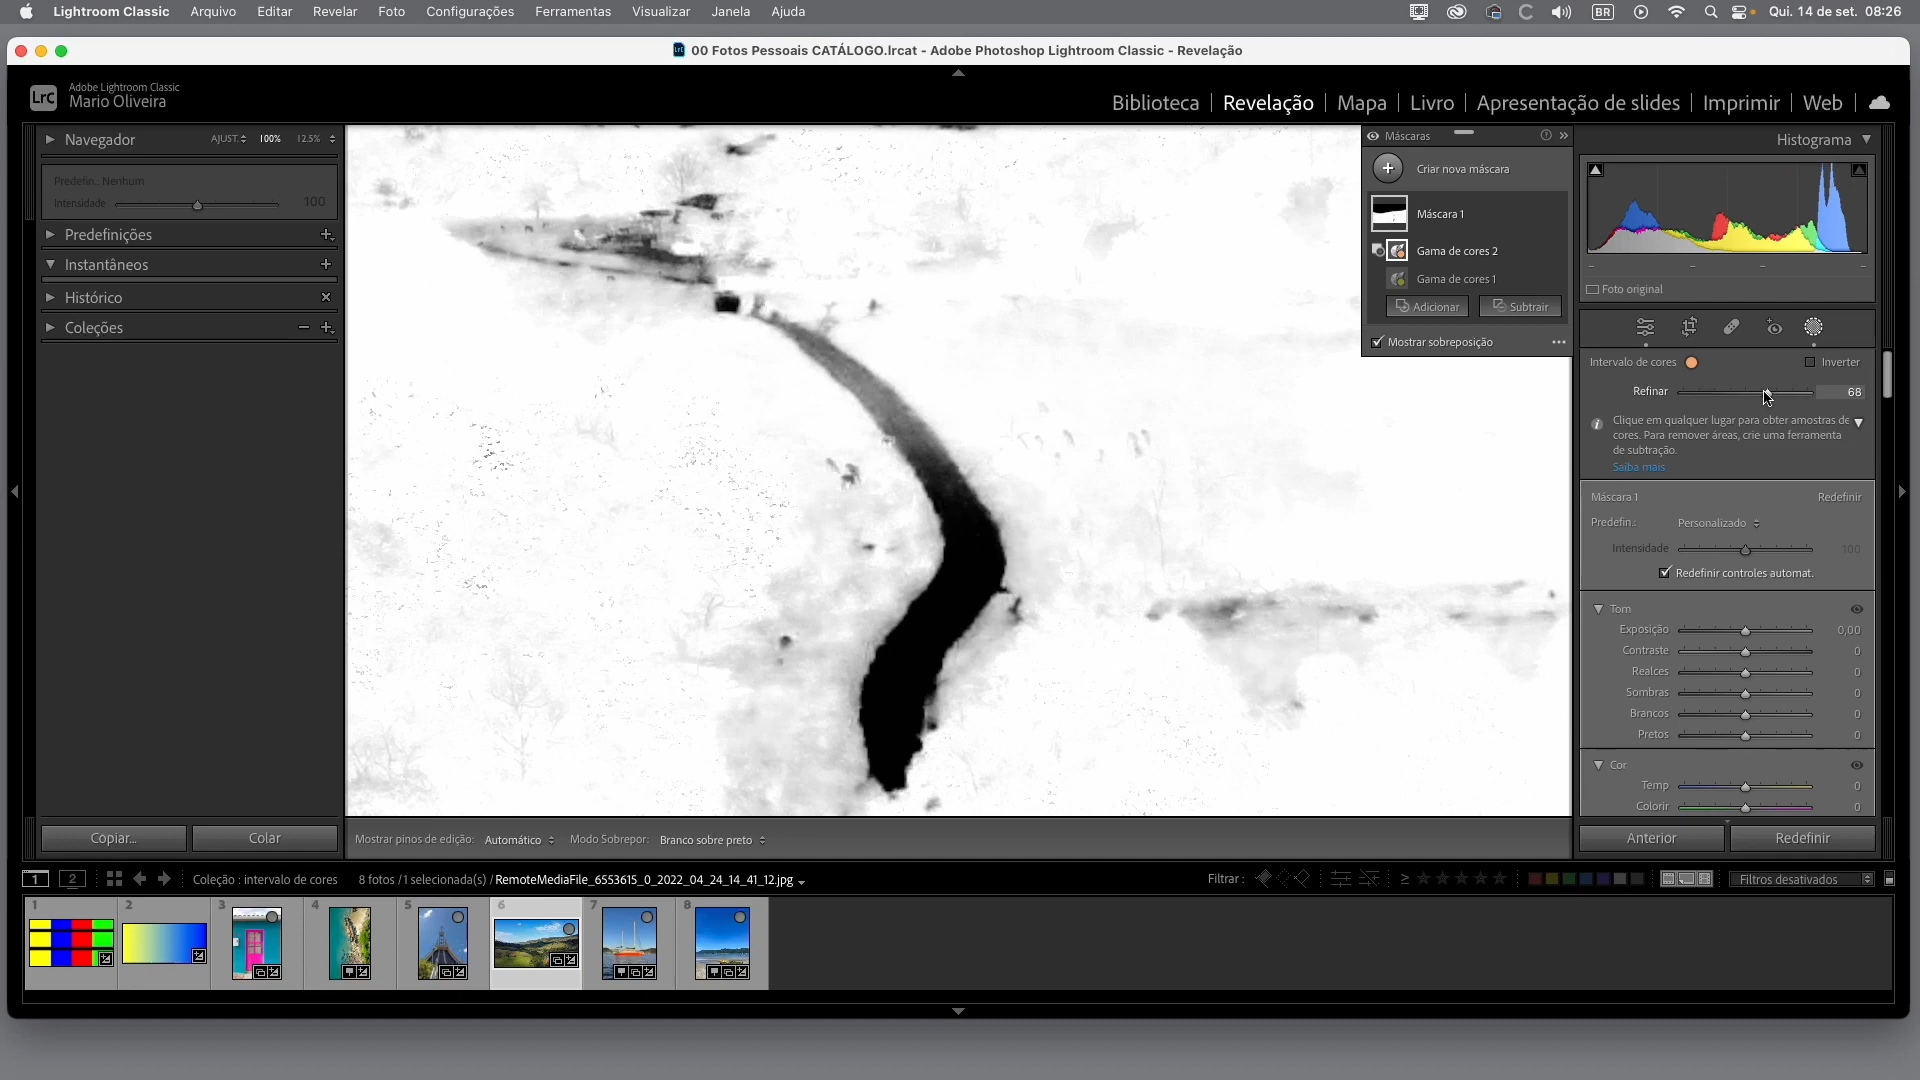 Lightroom Classic Arquivo Editar Revelar Foto Configurações Ferramentas Visualizar Janela Ajuda BR Qui. 14 de set. 08:26
LrC 00 Fotos Pessoais CATÁLOGO.lrcat - Adobe Photoshop Lightroom Classic - Revelação
LrC
Adobe Lightroom Classic
Mario Oliveira
Biblioteca | Revelação | Mapa | Livro | Apresentação de slides | Imprimir | Web |
Navegador AJUST. 100% 12.5%
Predefin.: Nenhum
Intensidade 100
Predefinições
Instantâneos
Histórico
Coleções
Copiar... Colar
Máscaras
Criar nova máscara
Máscara 1
Gama de cores 2
Gama de cores 1
Adicionar Subtrair
Mostrar sobreposição
Histograma
Foto original
Intervalo de cores Inverter
Refinar 68
Clique em qualquer lugar para obter amostras de
cores. Para remover áreas, crie uma ferramenta
de subtração.
Saiba mais
Máscara 1 Redefinir
Predefin.: Personalizado
Intensidade 100
Redefinir controles automat.
Tom
Exposição 0,00
Contraste 0
Realces 0
Sombras 0
Brancos 0
Pretos 0
Cor
Temp 0
Colorir 0
Anterior Redefinir
Mostrar pinos de edição: Automático Modo Sobrepor: Branco sobre preto
1 2 Coleção : intervalo de cores 8 fotos /1 selecionada(s) /RemoteMediaFile_6553615_0_2022_04_24_14_41_12.jpg Filtrar : ≥ Filtros desativados
1 2 3 4 5 6 7 8